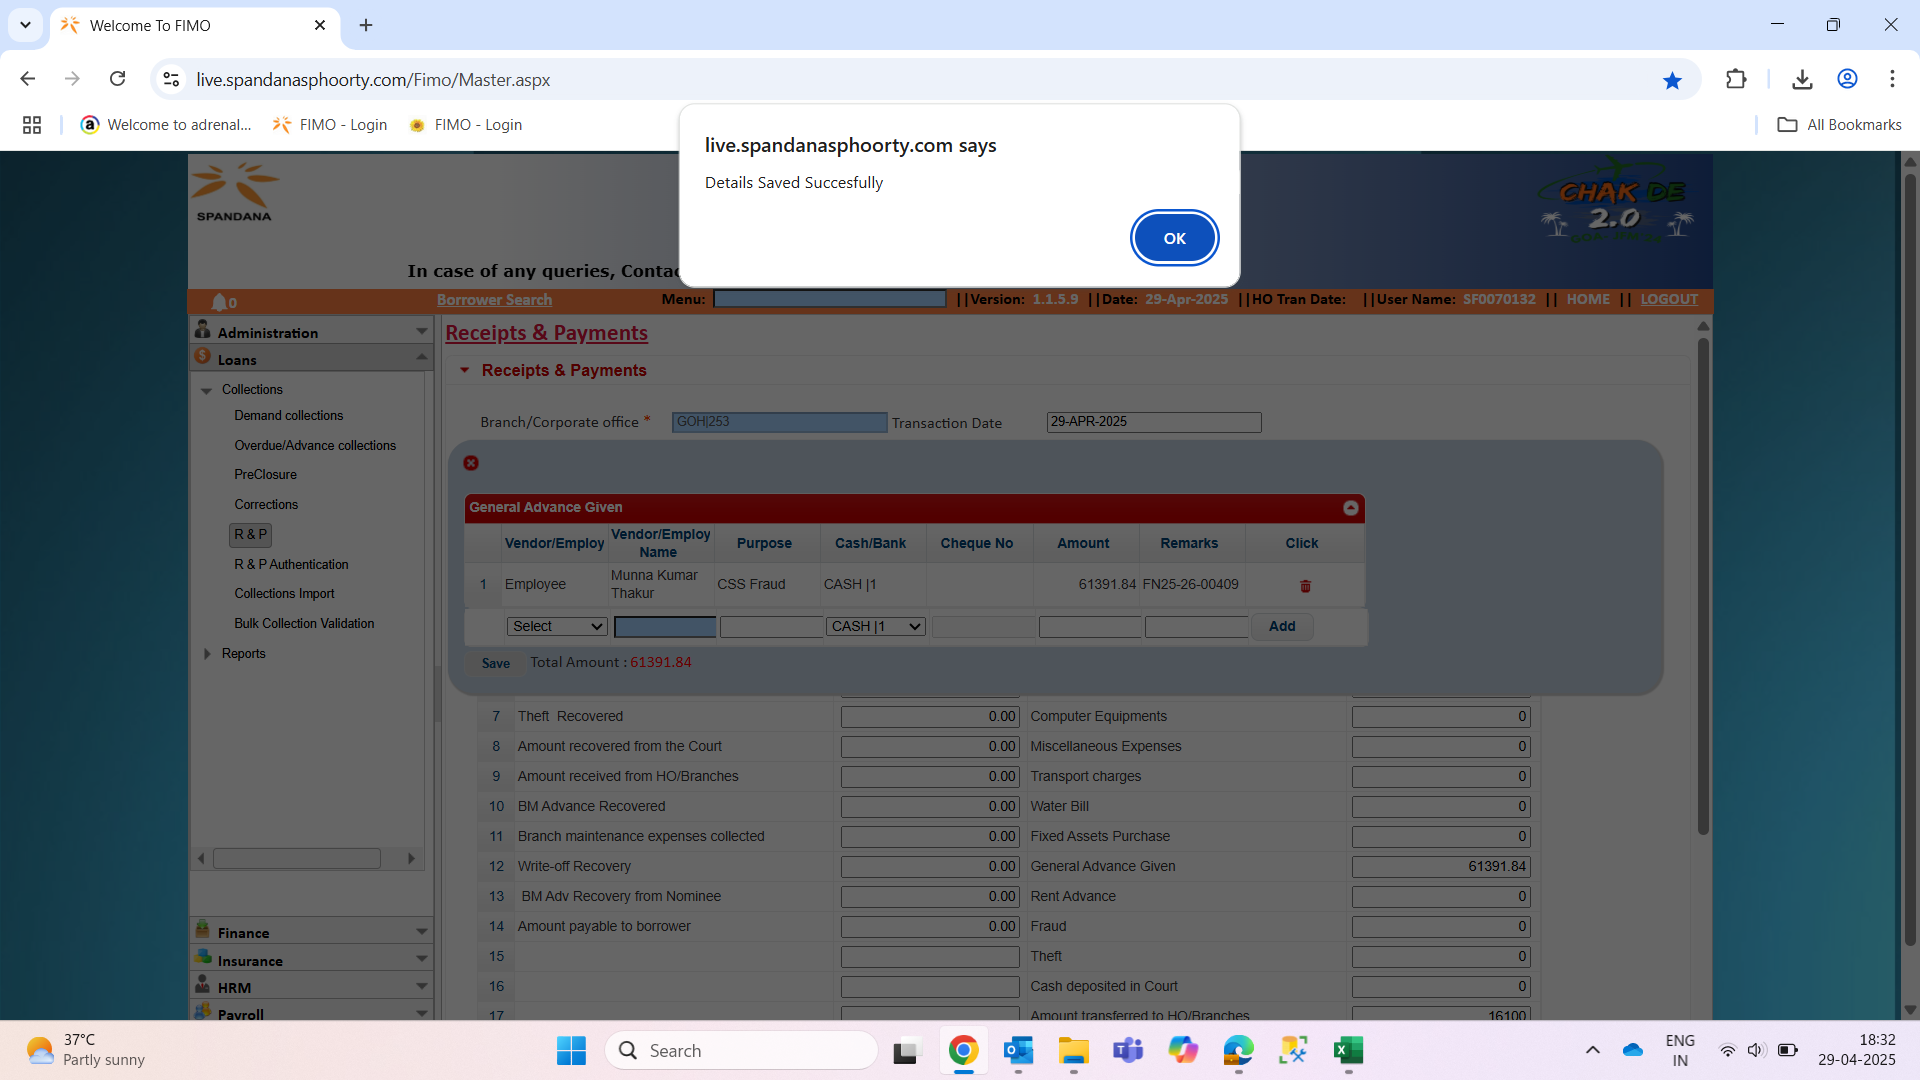 Welcome To FIMO
live.spandanasphoorty.com/Fimo/Master.aspx
Welcome to adrenal... FIMO - Login FIMO - Login All Bookmarks
live.spandanasphoorty.com says
Details Saved Succesfully
OK
SPANDANA
CHAK DE
2.0
In case of any queries, Contac
0 Borrower Search Menu: ||Version: 1.1.5.9 ||Date: 29-Apr-2025 ||HO Tran Date: ||User Name: SF0070132 || HOME || LOGOUT
Administration
Loans
Collections
Demand collections
Overdue/Advance collections
PreClosure
Corrections
R & P
R & P Authentication
Collections Import
Bulk Collection Validation
Reports
Finance
Insurance
HRM
Payroll
Receipts & Payments
Receipts & Payments
Branch/Corporate office * GOH|253 Transaction Date 29-APR-2025
General Advance Given
Vendor/Employ Vendor/Employ Name Purpose Cash/Bank Cheque No Amount Remarks Click
1 Employee Munna Kumar Thakur CSS Fraud CASH |1 61391.84 FN25-26-00409
Select CASH |1 Add
Save Total Amount : 61391.84
7 Theft Recovered 0.00 Computer Equipments 0
8 Amount recovered from the Court 0.00 Miscellaneous Expenses 0
9 Amount received from HO/Branches 0.00 Transport charges 0
10 BM Advance Recovered 0.00 Water Bill 0
11 Branch maintenance expenses collected 0.00 Fixed Assets Purchase 0
12 Write-off Recovery 0.00 General Advance Given 61391.84
13 BM Adv Recovery from Nominee 0.00 Rent Advance 0
14 Amount payable to borrower 0.00 Fraud 0
15 Theft 0
16 Cash deposited in Court 0
17 Amount transferred to HO/Branches 16100
37°C
Partly sunny
Search
ENG
IN
18:32
29-04-2025